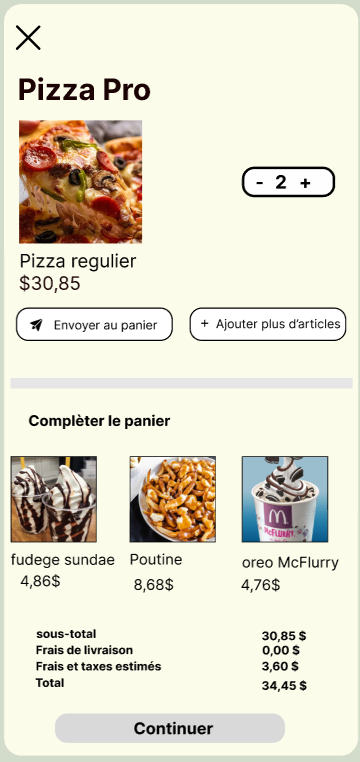 Pizza Pro
- 2 +
Pizza regulier
$30,85
Envoyer au panier
+ Ajouter plus d’articles
Complèter le panier
fudege sundae
4,86$
Poutine
8,68$
oreo McFlurry
4,76$
sous-total 30,85 $
Frais de livraison 0,00 $
Frais et taxes estimés 3,60 $
Total 34,45 $
Continuer